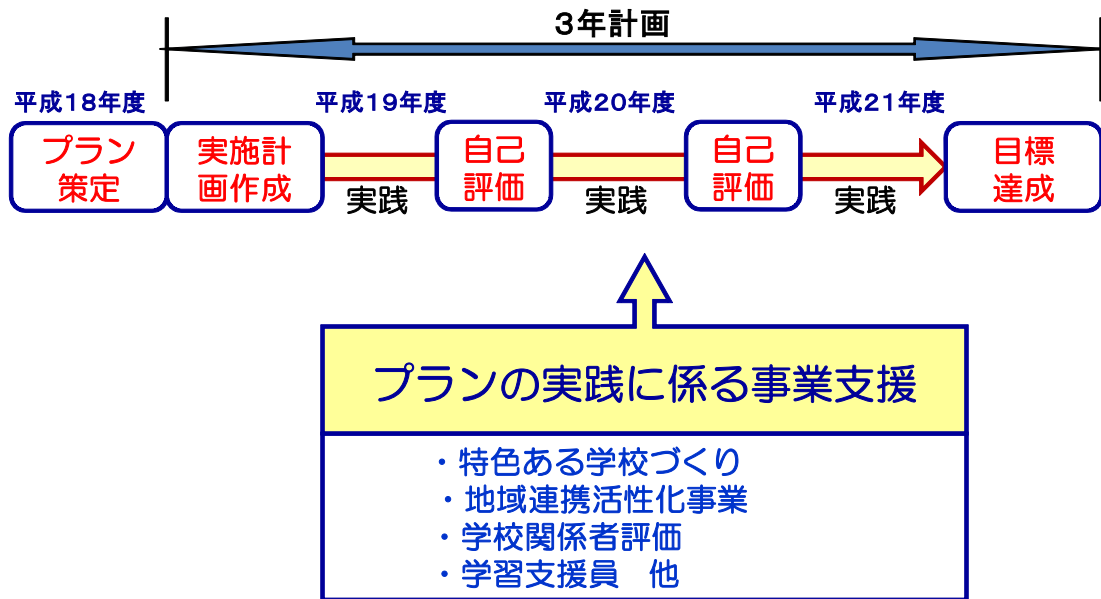 3年計画
平成18年度
平成19年度
平成20年度
平成21年度
プラン
策定
実施計
画作成
実践
自己
評価
実践
自己
評価
実践
目標
達成
プランの実践に係る事業支援
・特色ある学校づくり
・地域連携活性化事業
・学校関係者評価
・学習支援員　他